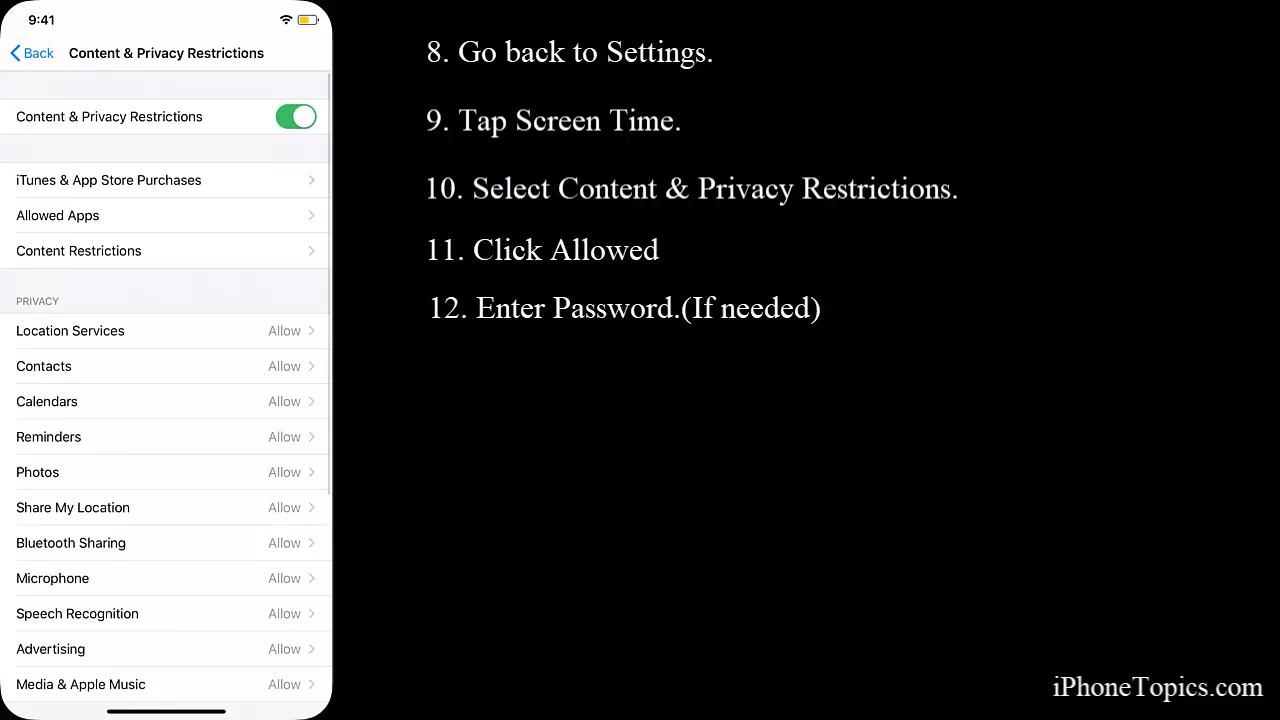 9:41
Back
Content & Privacy Restrictions
Content & Privacy Restrictions
iTunes & App Store Purchases
Allowed Apps
Content Restrictions
PRIVACY
Location Services Allow
Contacts Allow
Calendars Allow
Reminders Allow
Photos Allow
Share My Location Allow
Bluetooth Sharing Allow
Microphone Allow
Speech Recognition Allow
Advertising Allow
Media & Apple Music Allow
8. Go back to Settings.
9. Tap Screen Time.
10. Select Content & Privacy Restrictions.
11. Click Allowed
12. Enter Password.(If needed)
iPhoneTopics.com